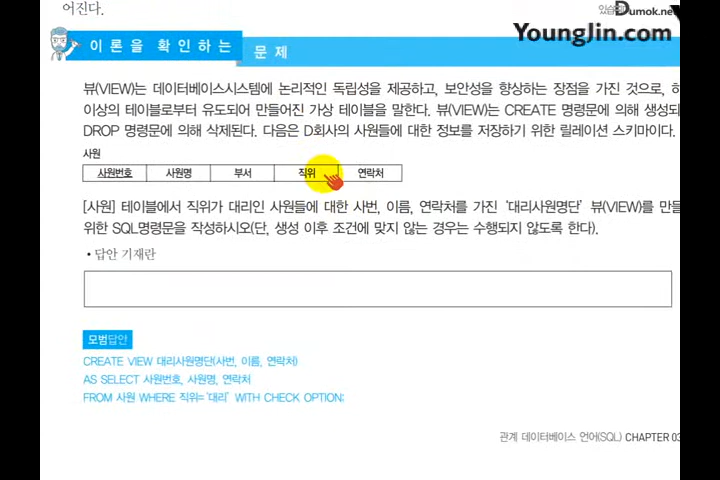 어진다.
있습니다
Dumok.ne
YoungJin.com
이론을 확인하는 문제
뷰(VIEW)는 데이터베이스시스템에 논리적인 독립성을 제공하고, 보안성을 향상하는 장점을 가진 것으로, 하
이상의 테이블로부터 유도되어 만들어진 가상 테이블을 말한다. 뷰(VIEW)는 CREATE 명령문에 의해 생성되
DROP 명령문에 의해 삭제된다. 다음은 D회사의 사원들에 대한 정보를 저장하기 위한 릴레이션 스키마이다.
사원
사원번호 사원명 부서 직위 연락처
[사원] 테이블에서 직위가 대리인 사원들에 대한 사번, 이름, 연락처를 가진 ‘대리사원명단’ 뷰(VIEW)를 만들
위한 SQL명령문을 작성하시오(단, 생성 이후 조건에 맞지 않는 경우는 수행되지 않도록 한다).
• 답안 기재란
모범답안
CREATE VIEW 대리사원명단(사번, 이름, 연락처)
AS SELECT 사원번호, 사원명, 연락처
FROM 사원 WHERE 직위= ‘대리’ WITH CHECK OPTION;
관계 데이터베이스 언어(SQL) CHAPTER 03